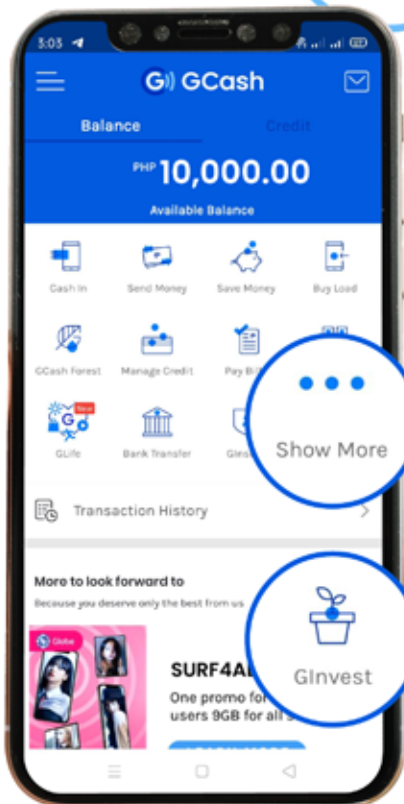 3:03
GCash
Balance Credit
PHP 10,000.00
Available Balance
Cash In Send Money Save Money Buy Load
GCash Forest Manage Credit Pay
Show More
New
GLife Bank Transfer
Transaction History
More to look forward to
Because you deserve only the best from us
GInvest
Globe
SURF4
One promo for
users 9GB for all